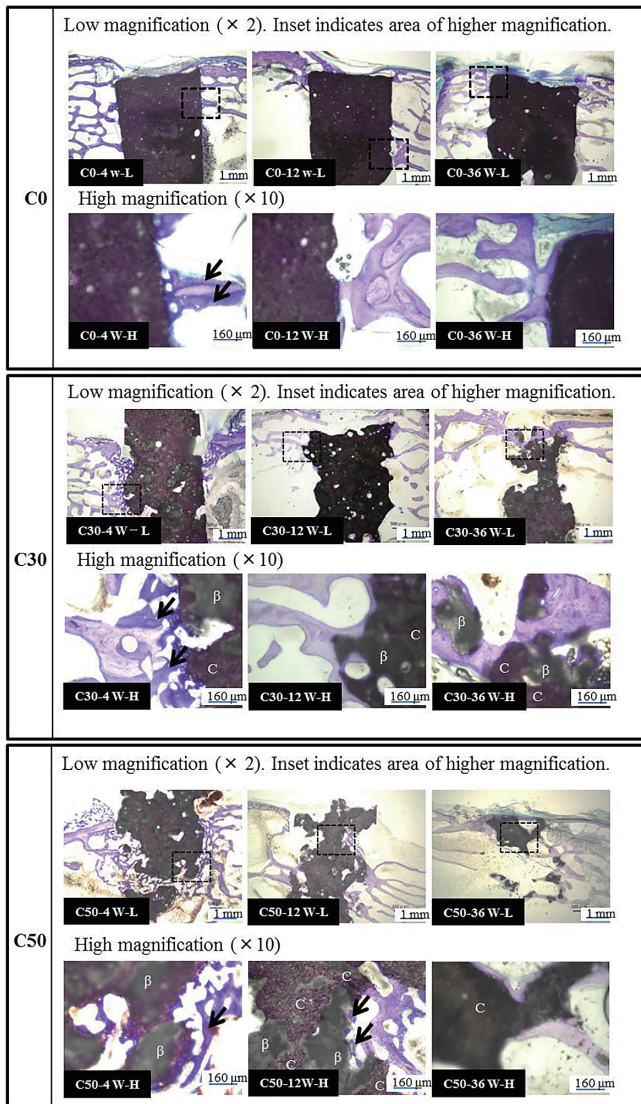 Low magnification (× 2). Inset indicates area of higher magnification.
C0-4 w-L
1 mm
C0-12 w-L
1 mm
C0-36 W-L
1 mm
C0
High magnification (×10)
C0-4 W-H
160 μm
C0-12 W-H
160 μm
C0-36 W-H
160 μm
Low magnification (× 2). Inset indicates area of higher magnification.
C30-4 W－L
1 mm
C30-12 W-L
1 mm
C30-36 W-L
1 mm
C30
High magnification (×10)
β
C
C30-4 W-H
160 μm
C
β
C30-12 W-H
160 μm
β
C
β
C
C30-36 W-H
160 μm
Low magnification (× 2). Inset indicates area of higher magnification.
C50-4 W-L
1 mm
C50-12 W-L
1 mm
C50-36 W-L
1 mm
C50
High magnification (×10)
β
β
C50-4 W-H
160 μm
C
C
β
β
C
C
C50-12W-H
160 μm
C
C50-36 W-H
160 μm